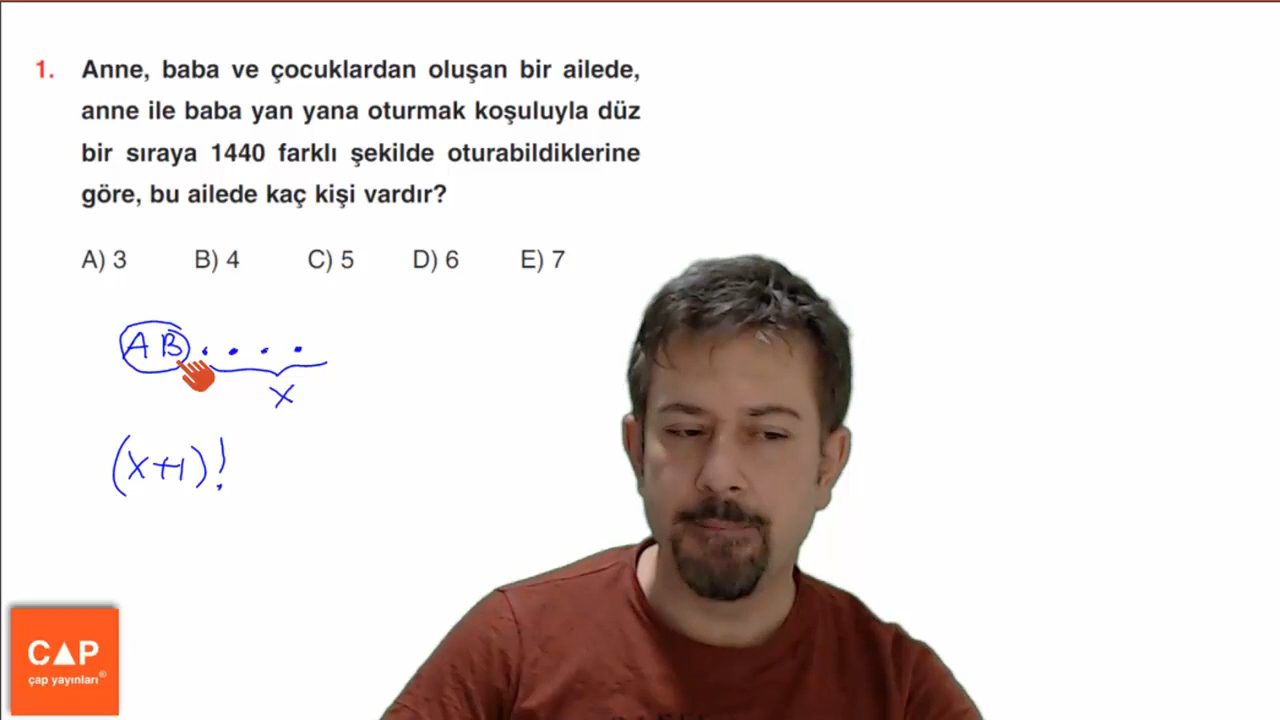 1. Anne, baba ve çocuklardan oluşan bir ailede,
anne ile baba yan yana oturmak koşuluyla düz
bir sıraya 1440 farklı şekilde oturabildiklerine
göre, bu ailede kaç kişi vardır?
A) 3 B) 4 C) 5 D) 6 E) 7
A B . . . .
x
(x+1)!
CAP
çap yayınları®